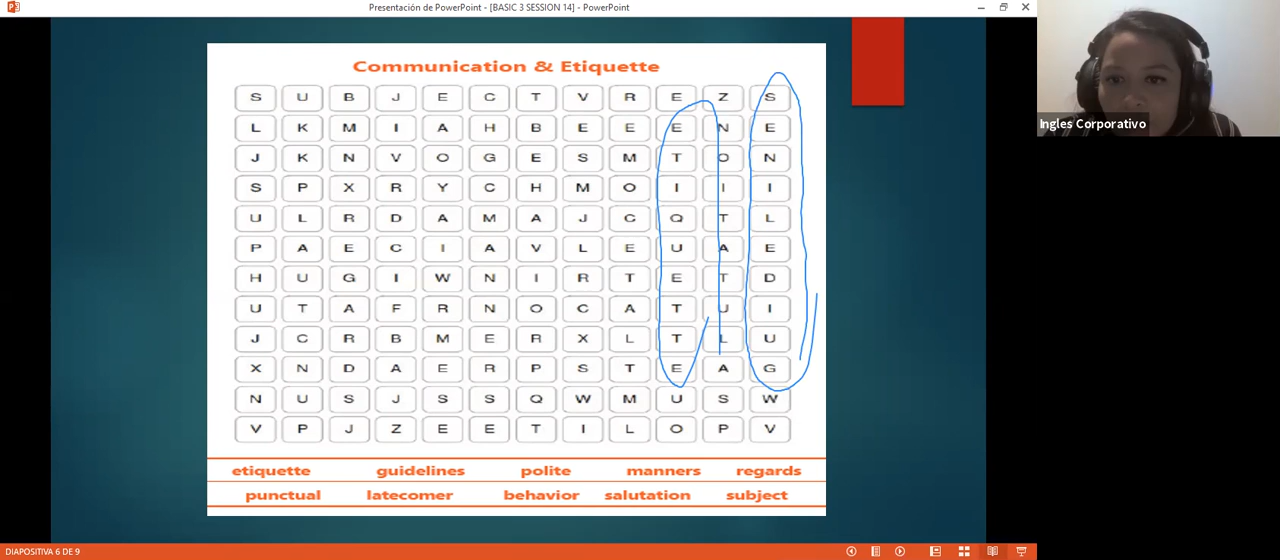 Presentación de PowerPoint - [BASIC 3 SESSION 14] - PowerPoint
Ingles Corporativo
Communication & Etiquette
S U B J E C T V R E Z S
L K M I A H B E E E N E
J K N V O G E S M T O N
S P X R Y C H M O I I I
U L R D A M A J C Q T L
P A E C I A V L E U A E
H U G I W N I R T E T D
U T A F R N O C A T U I
J C R B M E R X L T L U
X N D A E R P S T E A G
N U S J S S Q W M U S W
V P J Z E E T I L O P V
etiquette guidelines polite manners regards
punctual latecomer behavior salutation subject
DIAPOSITIVA 6 DE 9